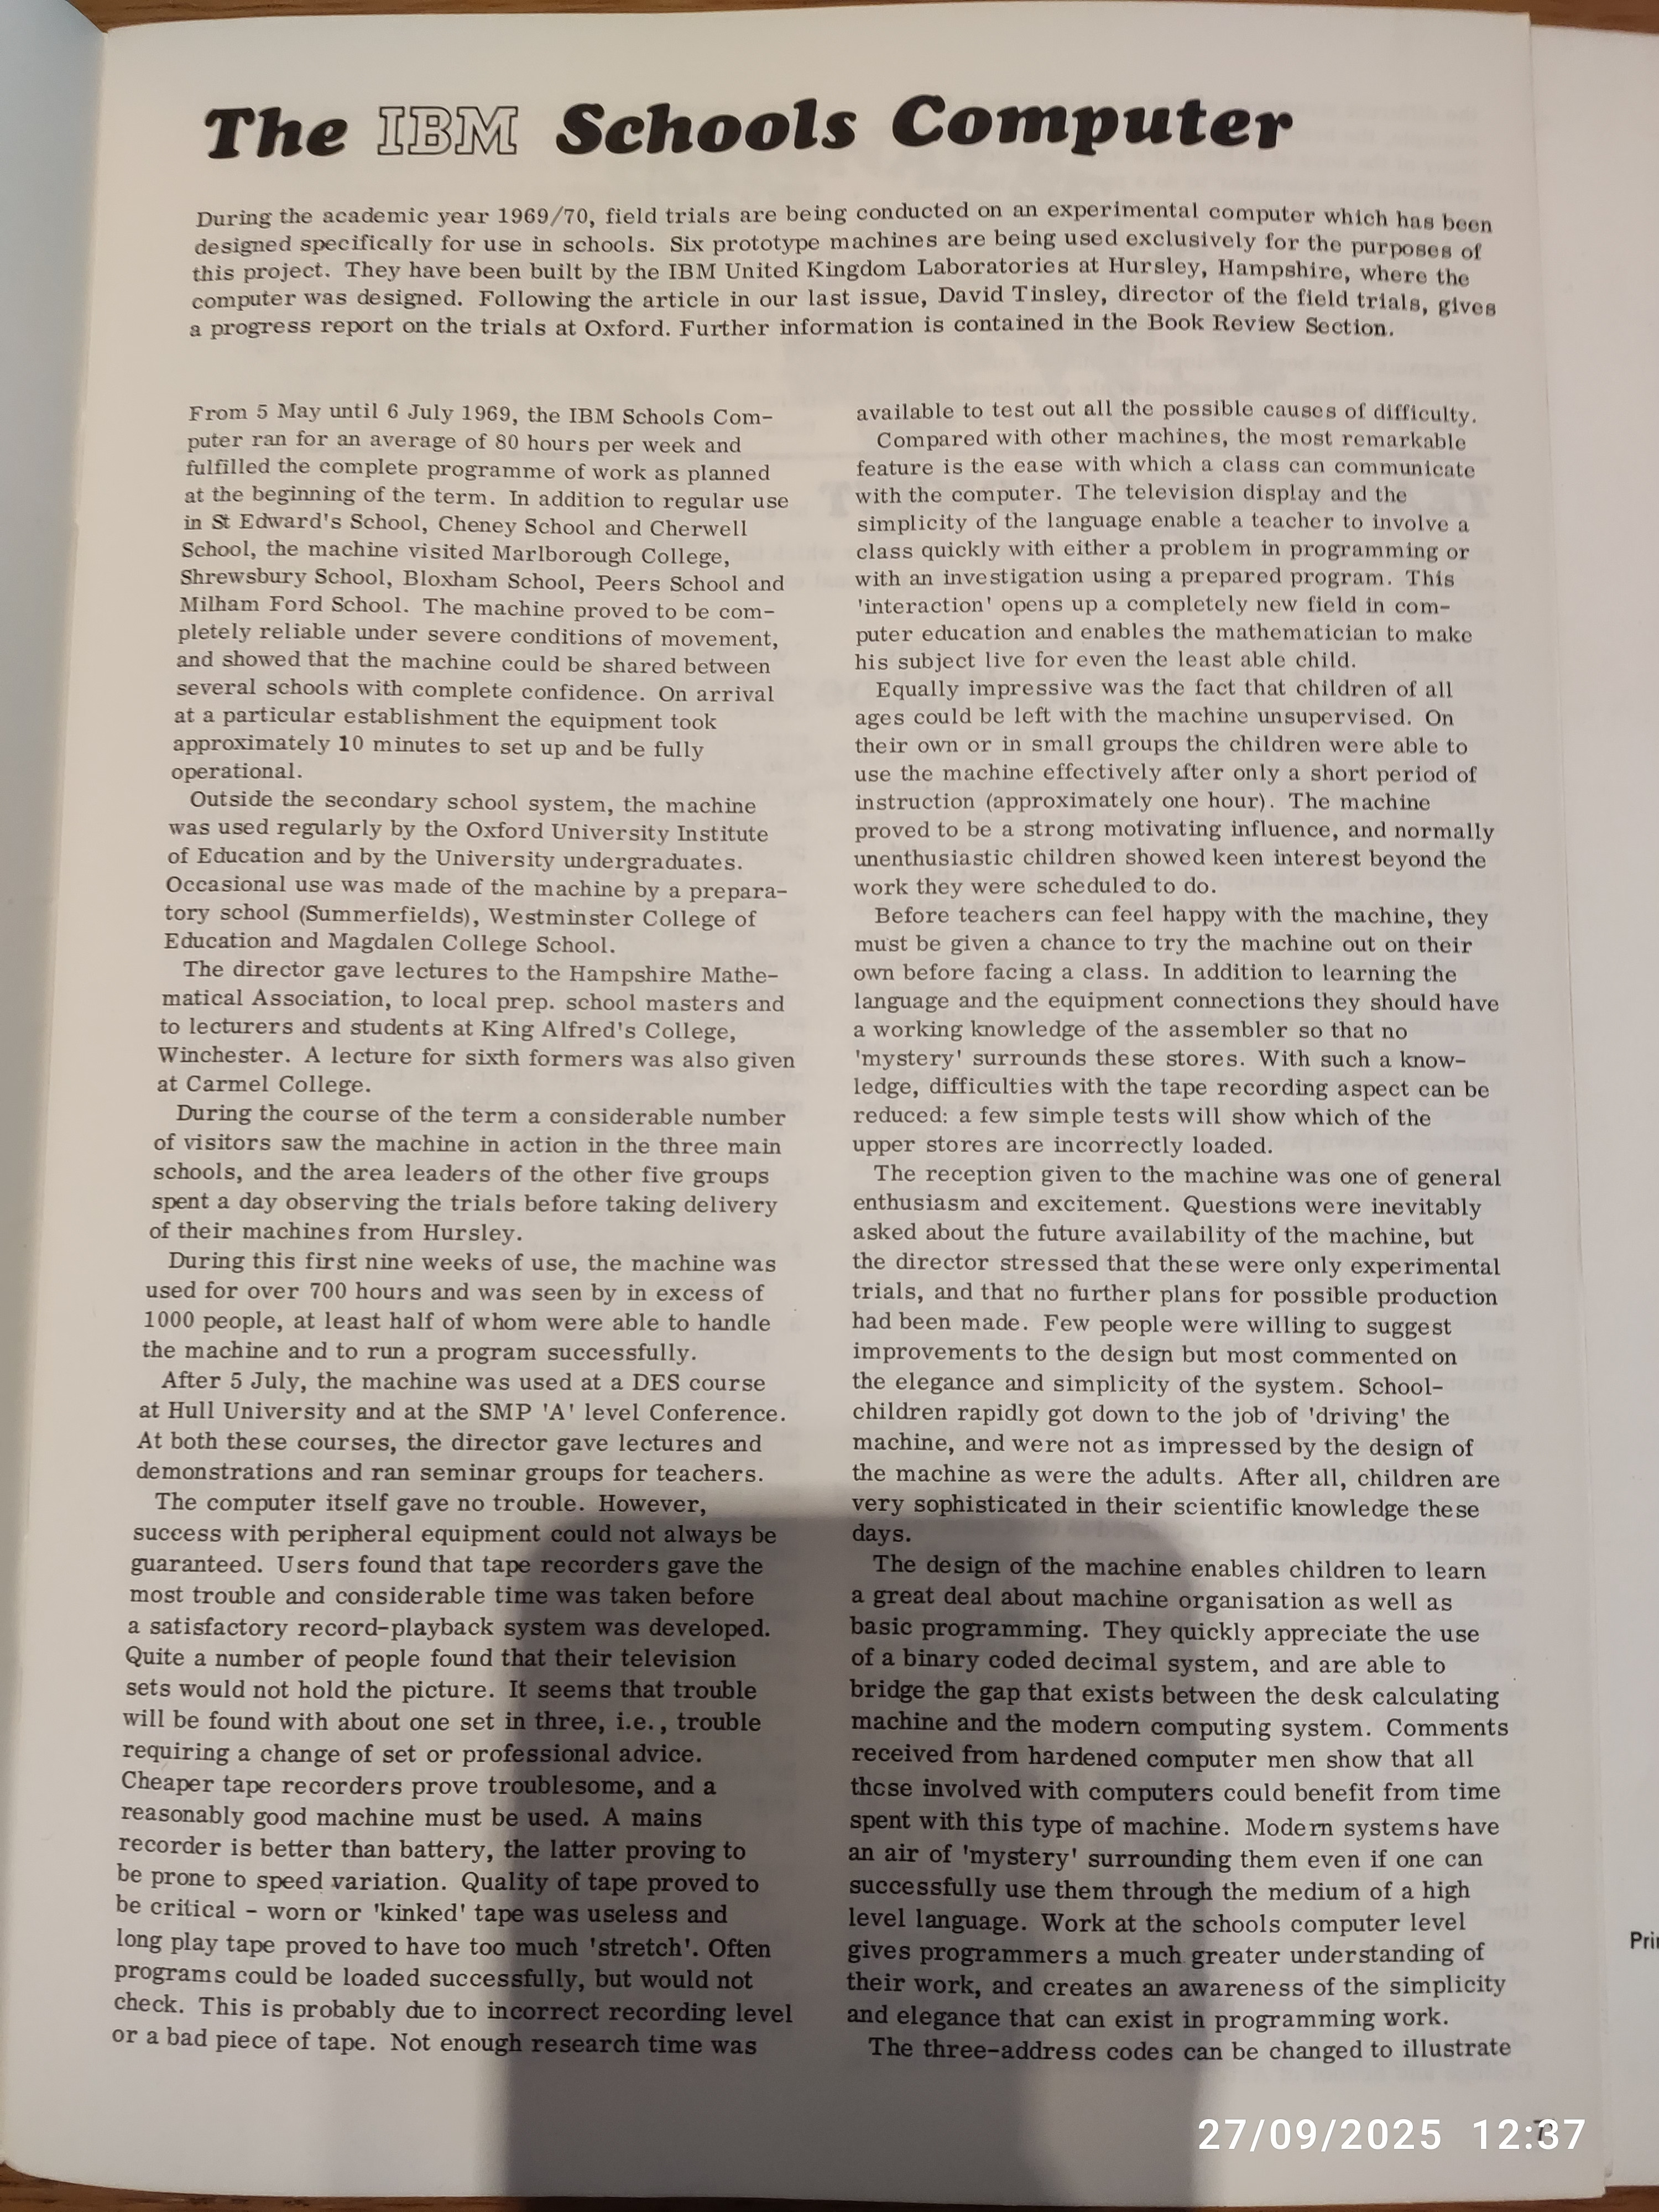 The IBM Schools Computer
During the academic year 1969/70, field trials are being conducted on an experimental computer which has been
designed specifically for use in schools. Six prototype machines are being used exclusively for the purposes of
this project. They have been built by the IBM United Kingdom Laboratories at Hursley, Hampshire, where the
computer was designed. Following the article in our last issue, David Tinsley, director of the field trials, gives
a progress report on the trials at Oxford. Further information is contained in the Book Review Section.
From 5 May until 6 July 1969, the IBM Schools Com-
puter ran for an average of 80 hours per week and
fulfilled the complete programme of work as planned
at the beginning of the term. In addition to regular use
in St Edward's School, Cheney School and Cherwell
School, the machine visited Marlborough College,
Shrewsbury School, Bloxham School, Peers School and
Milham Ford School. The machine proved to be com-
pletely reliable under severe conditions of movement,
and showed that the machine could be shared between
several schools with complete confidence. On arrival
at a particular establishment the equipment took
approximately 10 minutes to set up and be fully
operational.
Outside the secondary school system, the machine
was used regularly by the Oxford University Institute
of Education and by the University undergraduates.
Occasional use was made of the machine by a prepara-
tory school (Summerfields), Westminster College of
Education and Magdalen College School.
The director gave lectures to the Hampshire Mathe-
matical Association, to local prep. school masters and
to lecturers and students at King Alfred's College,
Winchester. A lecture for sixth formers was also given
at Carmel College.
During the course of the term a considerable number
of visitors saw the machine in action in the three main
schools, and the area leaders of the other five groups
spent a day observing the trials before taking delivery
of their machines from Hursley.
During this first nine weeks of use, the machine was
used for over 700 hours and was seen by in excess of
1000 people, at least half of whom were able to handle
the machine and to run a program successfully.
After 5 July, the machine was used at a DES course
at Hull University and at the SMP 'A' level Conference.
At both these courses, the director gave lectures and
demonstrations and ran seminar groups for teachers.
The computer itself gave no trouble. However,
success with peripheral equipment could not always be
guaranteed. Users found that tape recorders gave the
most trouble and considerable time was taken before
a satisfactory record-playback system was developed.
Quite a number of people found that their television
sets would not hold the picture. It seems that trouble
will be found with about one set in three, i.e., trouble
requiring a change of set or professional advice.
Cheaper tape recorders prove troublesome, and a
reasonably good machine must be used. A mains
recorder is better than battery, the latter proving to
be prone to speed variation. Quality of tape proved to
be critical - worn or 'kinked' tape was useless and
long play tape proved to have too much 'stretch'. Often
programs could be loaded successfully, but would not
check. This is probably due to incorrect recording level
or a bad piece of tape. Not enough research time was
available to test out all the possible causes of difficulty.
Compared with other machines, the most remarkable
feature is the ease with which a class can communicate
with the computer. The television display and the
simplicity of the language enable a teacher to involve a
class quickly with either a problem in programming or
with an investigation using a prepared program. This
'interaction' opens up a completely new field in com-
puter education and enables the mathematician to make
his subject live for even the least able child.
Equally impressive was the fact that children of all
ages could be left with the machine unsupervised. On
their own or in small groups the children were able to
use the machine effectively after only a short period of
instruction (approximately one hour). The machine
proved to be a strong motivating influence, and normally
unenthusiastic children showed keen interest beyond the
work they were scheduled to do.
Before teachers can feel happy with the machine, they
must be given a chance to try the machine out on their
own before facing a class. In addition to learning the
language and the equipment connections they should have
a working knowledge of the assembler so that no
'mystery' surrounds these stores. With such a know-
ledge, difficulties with the tape recording aspect can be
reduced: a few simple tests will show which of the
upper stores are incorrectly loaded.
The reception given to the machine was one of general
enthusiasm and excitement. Questions were inevitably
asked about the future availability of the machine, but
the director stressed that these were only experimental
trials, and that no further plans for possible production
had been made. Few people were willing to suggest
improvements to the design but most commented on
the elegance and simplicity of the system. School-
children rapidly got down to the job of 'driving' the
machine, and were not as impressed by the design of
the machine as were the adults. After all, children are
very sophisticated in their scientific knowledge these
days.
The design of the machine enables children to learn
a great deal about machine organisation as well as
basic programming. They quickly appreciate the use
of a binary coded decimal system, and are able to
bridge the gap that exists between the desk calculating
machine and the modern computing system. Comments
received from hardened computer men show that all
those involved with computers could benefit from time
spent with this type of machine. Modern systems have
an air of 'mystery' surrounding them even if one can
successfully use them through the medium of a high
level language. Work at the schools computer level
gives programmers a much greater understanding of
their work, and creates an awareness of the simplicity
and elegance that can exist in programming work.
The three-address codes can be changed to illustrate
27/09/2025 12:37